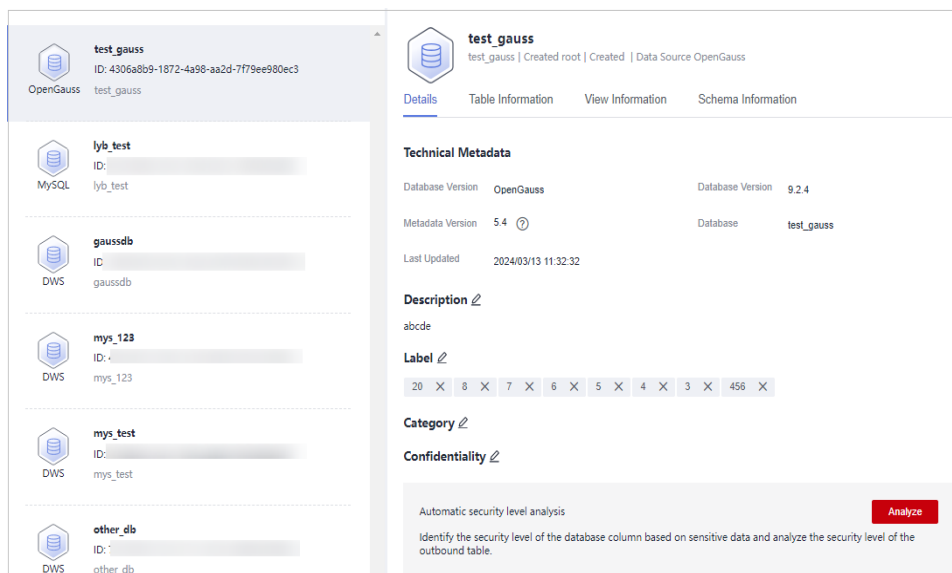 test_gauss
ID: 4306a8b9-1872-4a98-aa2d-7f79ee980ec3
OpenGauss
test_gauss
lyb_test
ID:
MySQL
lyb_test
gaussdb
ID
DWS
gaussdb
mys_123
ID:
DWS
mys_123
mys_test
ID:
DWS
mys_test
other_db
ID:
DWS
other_db
test_gauss
test_gauss | Created root | Created | Data Source OpenGauss
Details Table Information View Information Schema Information
Technical Metadata
Database Version OpenGauss Database Version 9.2.4
Metadata Version 5.4 Database test_gauss
Last Updated 2024/03/13 11:32:32
Description
abcde
Label
20 8 7 6 5 4 3 456
Category
Confidentiality
Automatic security level analysis Analyze
Identify the security level of the database column based on sensitive data and analyze the security level of the
outbound table.